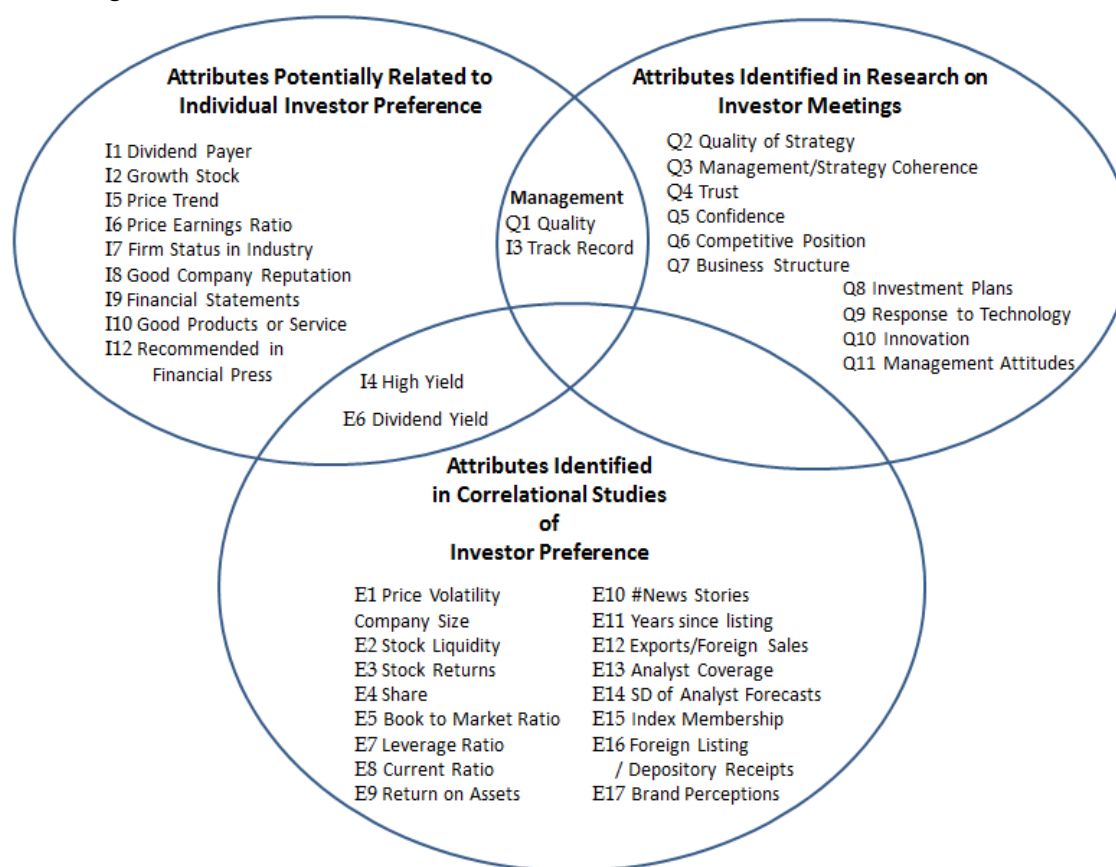 Attributes Potentially Related to
Individual Investor Preference
I1 Dividend Payer
I2 Growth Stock
I5 Price Trend
I6 Price Earnings Ratio
I7 Firm Status in Industry
I8 Good Company Reputation
I9 Financial Statements
I10 Good Products or Service
I12 Recommended in
Financial Press
Management
Q1 Quality
I3 Track Record
Attributes Identified in Research on
Investor Meetings
Q2 Quality of Strategy
Q3 Management/Strategy Coherence
Q4 Trust
Q5 Confidence
Q6 Competitive Position
Q7 Business Structure
Q8 Investment Plans
Q9 Response to Technology
Q10 Innovation
Q11 Management Attitudes
I4 High Yield
E6 Dividend Yield
Attributes Identified
in Correlational Studies
of
Investor Preference
E1 Price Volatility
Company Size
E2 Stock Liquidity
E3 Stock Returns
E4 Share
E5 Book to Market Ratio
E7 Leverage Ratio
E8 Current Ratio
E9 Return on Assets
E10 #News Stories
E11 Years since listing
E12 Exports/Foreign Sales
E13 Analyst Coverage
E14 SD of Analyst Forecasts
E15 Index Membership
E16 Foreign Listing
/ Depository Receipts
E17 Brand Perceptions